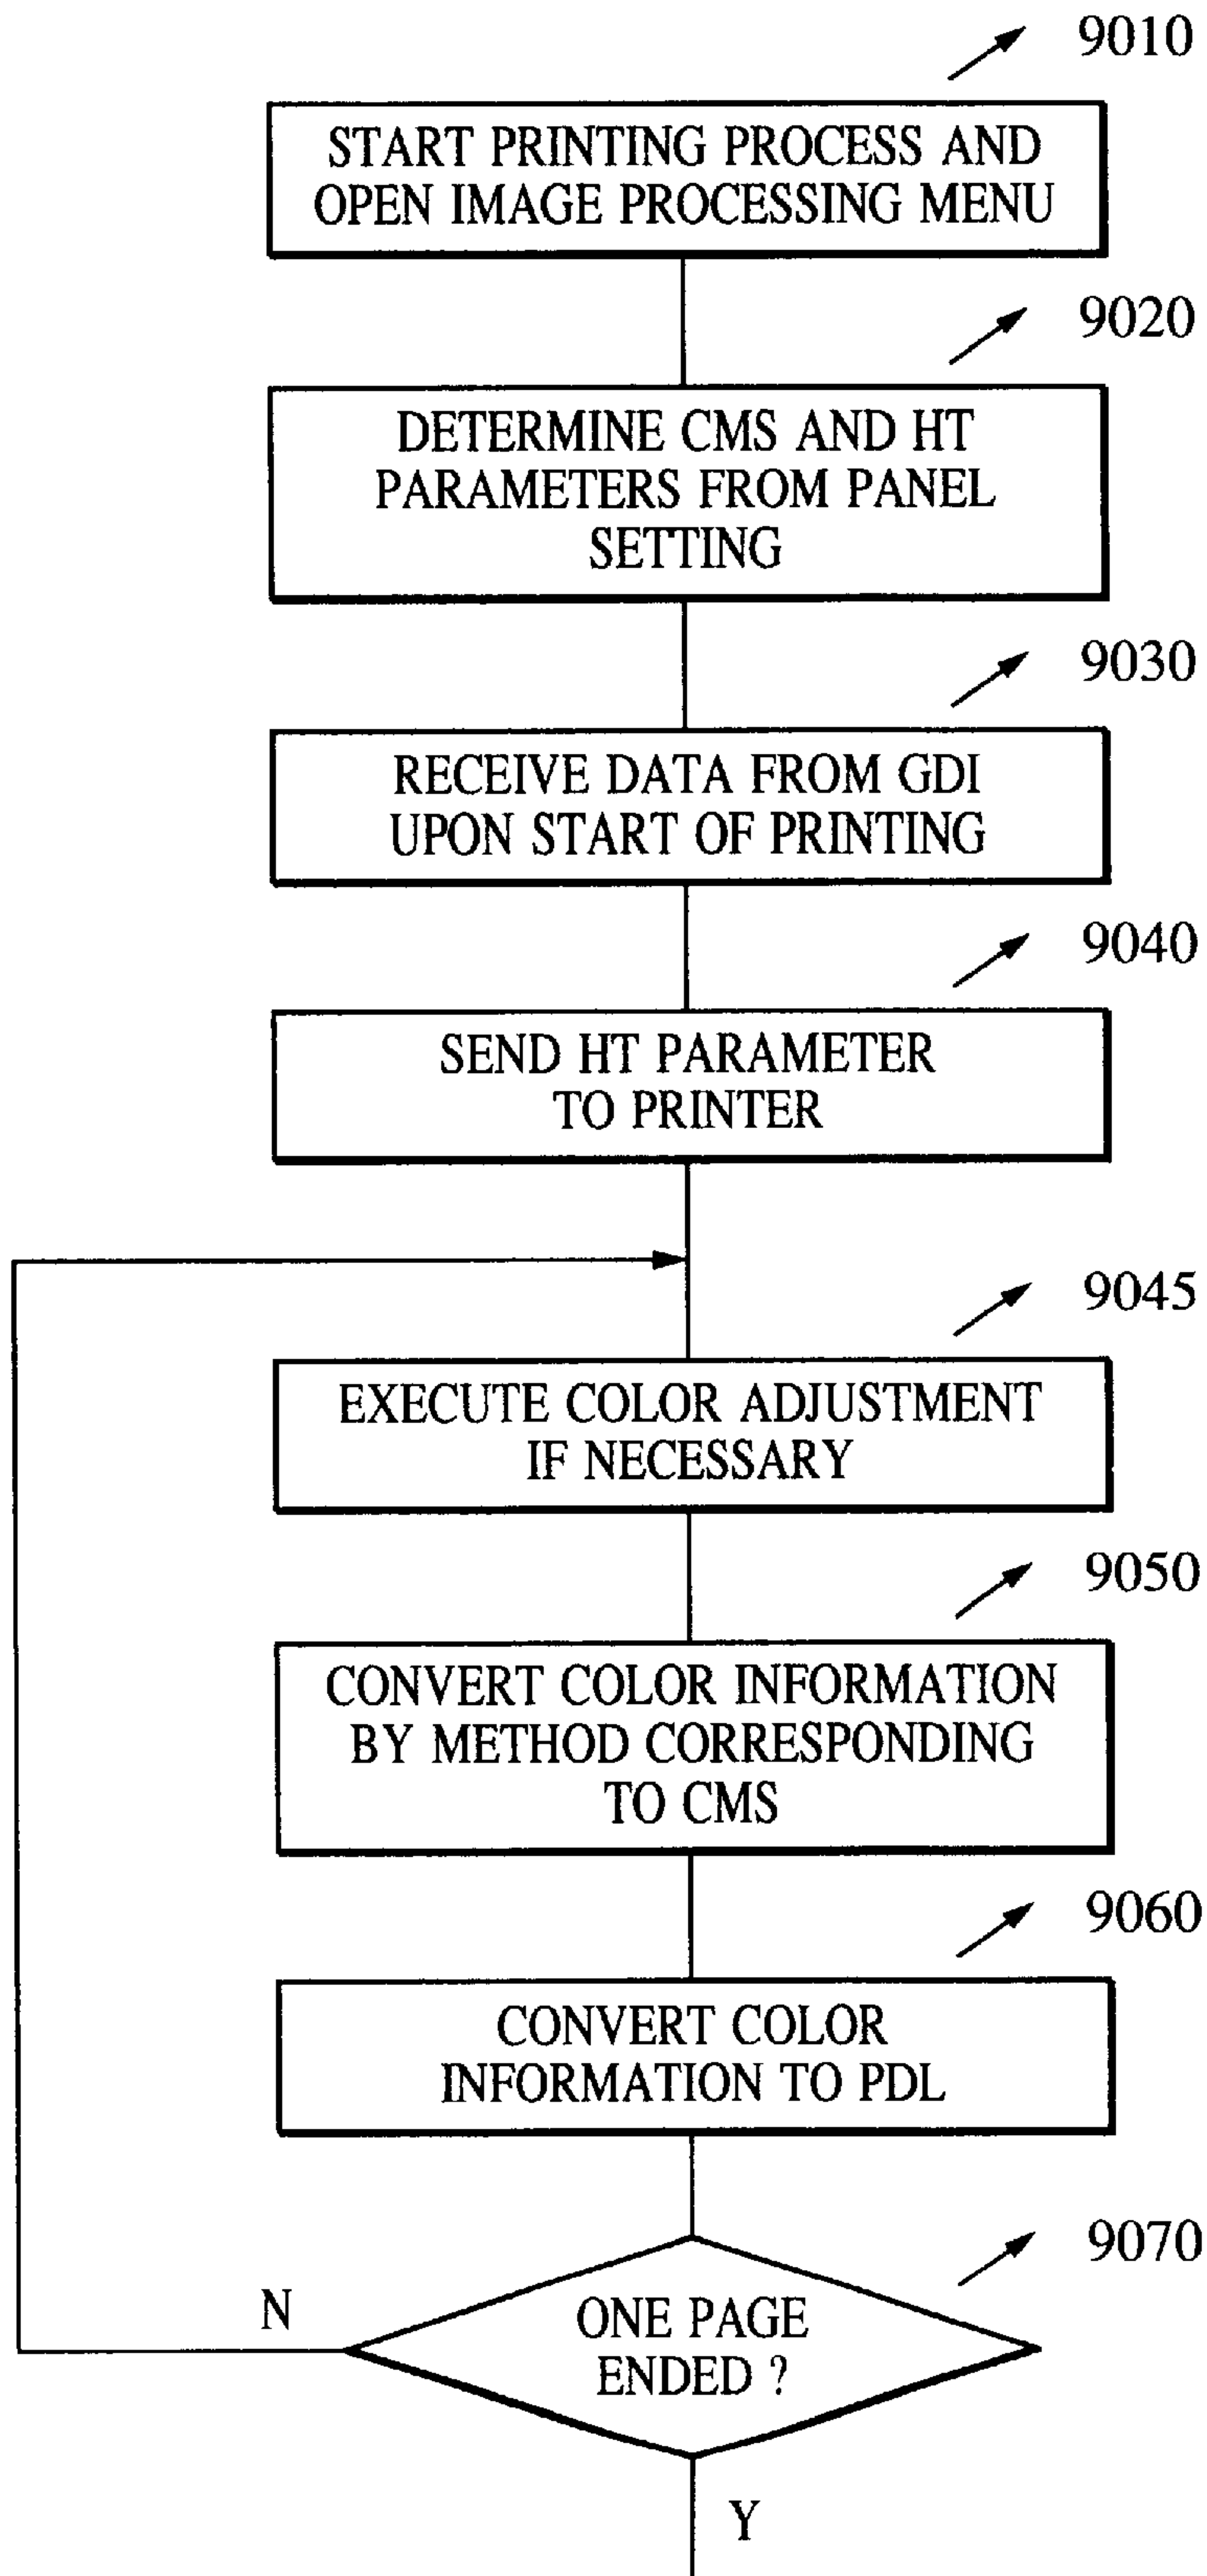 9010
START PRINTING PROCESS AND
OPEN IMAGE PROCESSING MENU
9020
DETERMINE CMS AND HT
PARAMETERS FROM PANEL
SETTING
9030
RECEIVE DATA FROM GDI
UPON START OF PRINTING
9040
SEND HT PARAMETER
TO PRINTER
9045
EXECUTE COLOR ADJUSTMENT
IF NECESSARY
9050
CONVERT COLOR INFORMATION
BY METHOD CORRESPONDING
TO CMS
9060
CONVERT COLOR
INFORMATION TO PDL
9070
N
ONE PAGE
ENDED ?
Y